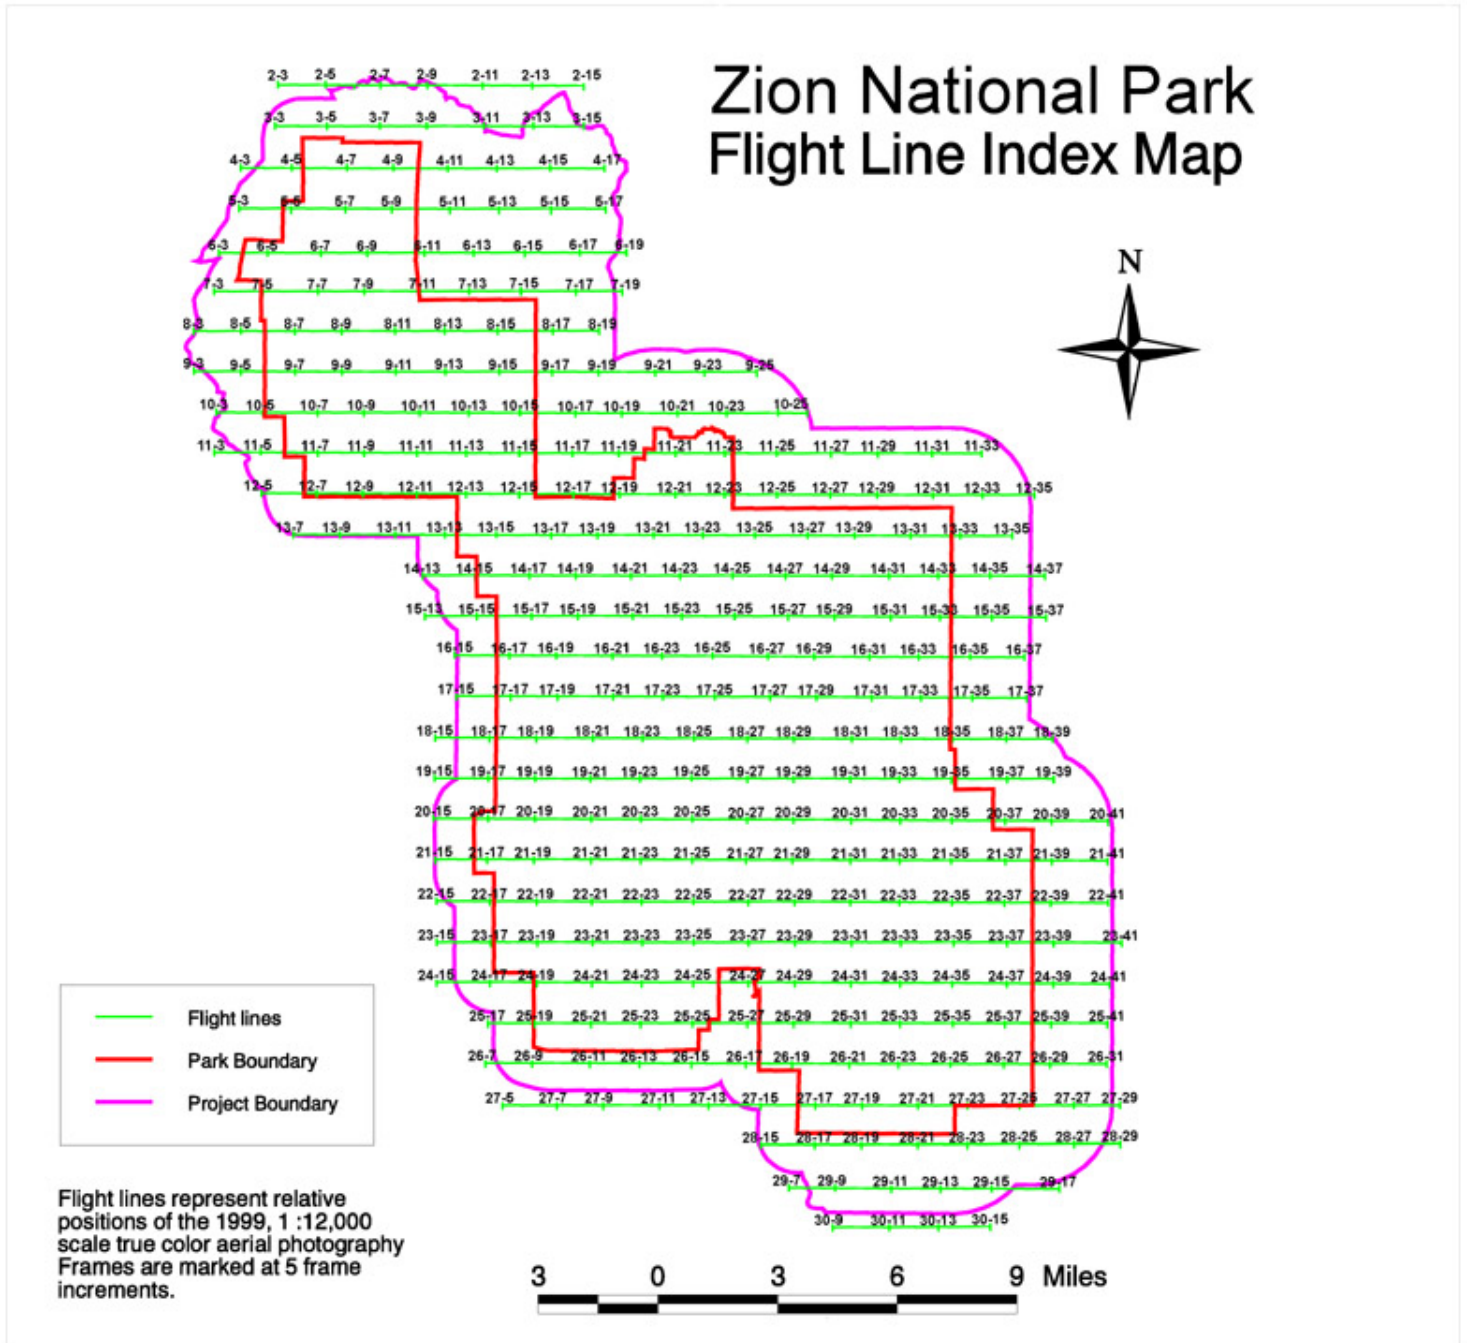 Zion National Park
Flight Line Index Map
N
2-3 2-5 2-7 2-9 2-11 2-13 2-15
3-3 3-5 3-7 3-9 3-11 3-13 3-15
4-3 4-5 4-7 4-9 4-11 4-13 4-15 4-17
5-3 5-5 5-7 5-9 5-11 5-13 5-15 5-17
6-3 6-5 6-7 6-9 6-11 6-13 6-15 6-17 6-19
7-3 7-5 7-7 7-9 7-11 7-13 7-15 7-17 7-19
8-3 8-5 8-7 8-9 8-11 8-13 8-15 8-17 8-19
9-3 9-5 9-7 9-9 9-11 9-13 9-15 9-17 9-19 9-21 9-23 9-25
10-3 10-5 10-7 10-9 10-11 10-13 10-15 10-17 10-19 10-21 10-23 10-25
11-3 11-5 11-7 11-9 11-11 11-13 11-15 11-17 11-19 11-21 11-23 11-25 11-27 11-29 11-31 11-33
12-5 12-7 12-9 12-11 12-13 12-15 12-17 12-19 12-21 12-23 12-25 12-27 12-29 12-31 12-33 12-35
13-7 13-9 13-11 13-13 13-15 13-17 13-19 13-21 13-23 13-25 13-27 13-29 13-31 13-33 13-35
14-13 14-15 14-17 14-19 14-21 14-23 14-25 14-27 14-29 14-31 14-33 14-35 14-37
15-13 15-15 15-17 15-19 15-21 15-23 15-25 15-27 15-29 15-31 15-33 15-35 15-37
16-15 16-17 16-19 16-21 16-23 16-25 16-27 16-29 16-31 16-33 16-35 16-37
17-15 17-17 17-19 17-21 17-23 17-25 17-27 17-29 17-31 17-33 17-35 17-37
18-15 18-17 18-19 18-21 18-23 18-25 18-27 18-29 18-31 18-33 18-35 18-37 18-39
19-15 19-17 19-19 19-21 19-23 19-25 19-27 19-29 19-31 19-33 19-35 19-37 19-39
20-15 20-17 20-19 20-21 20-23 20-25 20-27 20-29 20-31 20-33 20-35 20-37 20-39 20-41
21-15 21-17 21-19 21-21 21-23 21-25 21-27 21-29 21-31 21-33 21-35 21-37 21-39 21-41
22-15 22-17 22-19 22-21 22-23 22-25 22-27 22-29 22-31 22-33 22-35 22-37 22-39 22-41
23-15 23-17 23-19 23-21 23-23 23-25 23-27 23-29 23-31 23-33 23-35 23-37 23-39 23-41
24-15 24-17 24-19 24-21 24-23 24-25 24-27 24-29 24-31 24-33 24-35 24-37 24-39 24-41
25-17 25-19 25-21 25-23 25-25 25-27 25-29 25-31 25-33 25-35 25-37 25-39 25-41
26-7 26-9 26-11 26-13 26-15 26-17 26-19 26-21 26-23 26-25 26-27 26-29 26-31
27-5 27-7 27-9 27-11 27-13 27-15 27-17 27-19 27-21 27-23 27-25 27-27 27-29
28-15 28-17 28-19 28-21 28-23 28-25 28-27 28-29
29-7 29-9 29-11 29-13 29-15 29-17
30-9 30-11 30-13 30-15
Flight lines
Park Boundary
Project Boundary
Flight lines represent relative
positions of the 1999, 1 :12,000
scale true color aerial photography
Frames are marked at 5 frame
increments.
3 0 3 6 9 Miles